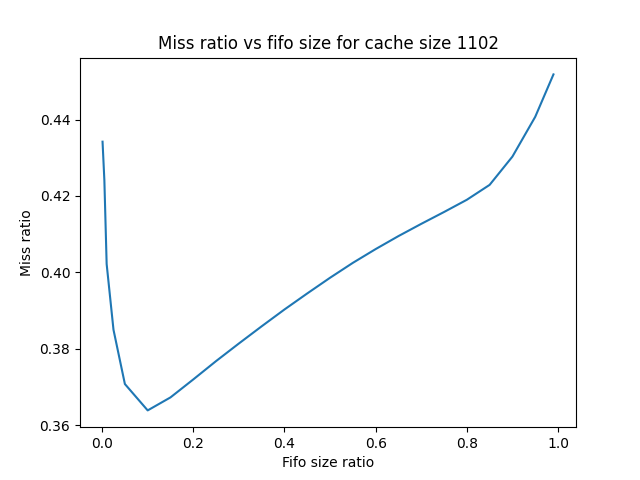 Miss ratio vs fifo size for cache size 1102
Miss ratio
0.44
0.42
0.40
0.38
0.36
0.0 0.2 0.4 0.6 0.8 1.0
Fifo size ratio